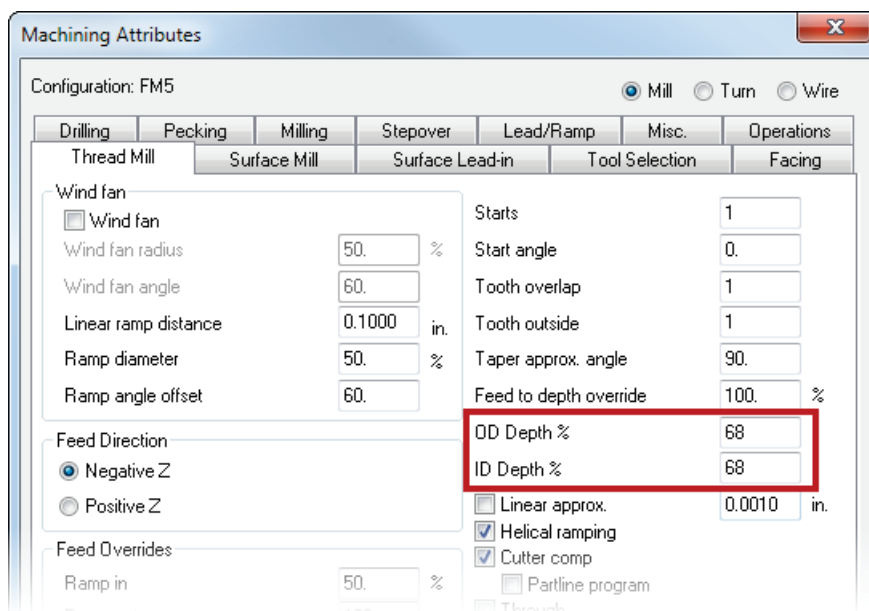 Machining Attributes
Configuration: FM5
Mill Turn Wire
Drilling Pecking Milling Stepover Lead/Ramp Misc. Operations
Thread Mill Surface Mill Surface Lead-in Tool Selection Facing
Wind fan
Wind fan
Wind fan radius 50. %
Wind fan angle 60.
Linear ramp distance 0.1000 in.
Ramp diameter 50. %
Ramp angle offset 60.
Feed Direction
Negative Z
Positive Z
Feed Overrides
Ramp in 50. %
Starts 1
Start angle 0.
Tooth overlap 1
Tooth outside 1
Taper approx. angle 90.
Feed to depth override 100. %
OD Depth % 68
ID Depth % 68
Linear approx. 0.0010 in.
Helical ramping
Cutter comp
Partline program
Through